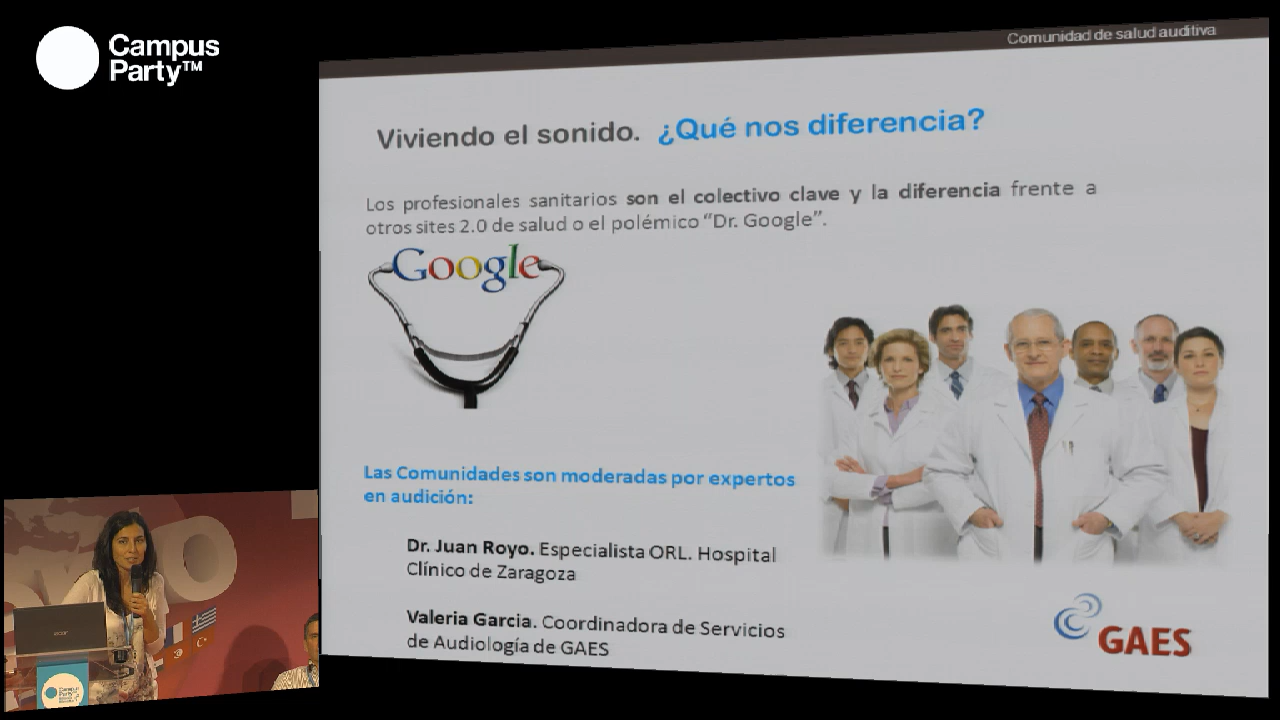 Campus
Party™
Comunidad de salud auditiva
Viviendo el sonido. ¿Qué nos diferencia?
Los profesionales sanitarios son el colectivo clave y la diferencia frente a
otros sites 2.0 de salud o el polémico “Dr. Google”.
Google
Las Comunidades son moderadas por expertos
en audición:
Dr. Juan Royo. Especialista ORL. Hospital
Clínico de Zaragoza
Valeria Garcia. Coordinadora de Servicios
de Audiología de GAES
GAES
acer
Campus
Party